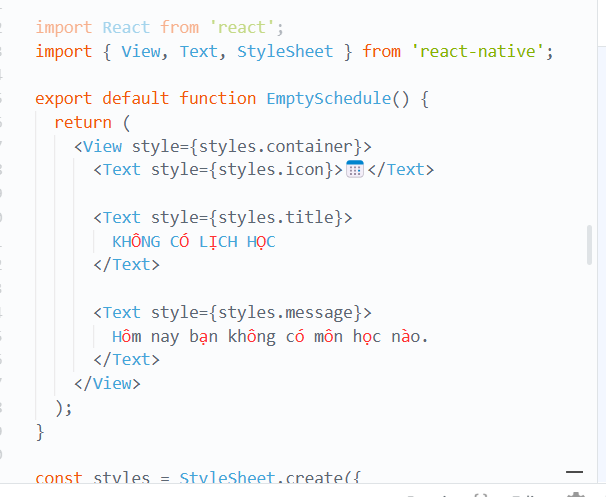 import React from 'react';
import { View, Text, StyleSheet } from 'react-native';
export default function EmptySchedule() {
return (
<View style={styles.container}>
<Text style={styles.icon}>🗓️</Text>
<Text style={styles.title}>
KHÔNG CÓ LỊCH HỌC
</Text>
<Text style={styles.message}>
Hôm nay bạn không có môn học nào.
</Text>
</View>
);
}
const styles = StyleSheet.create({